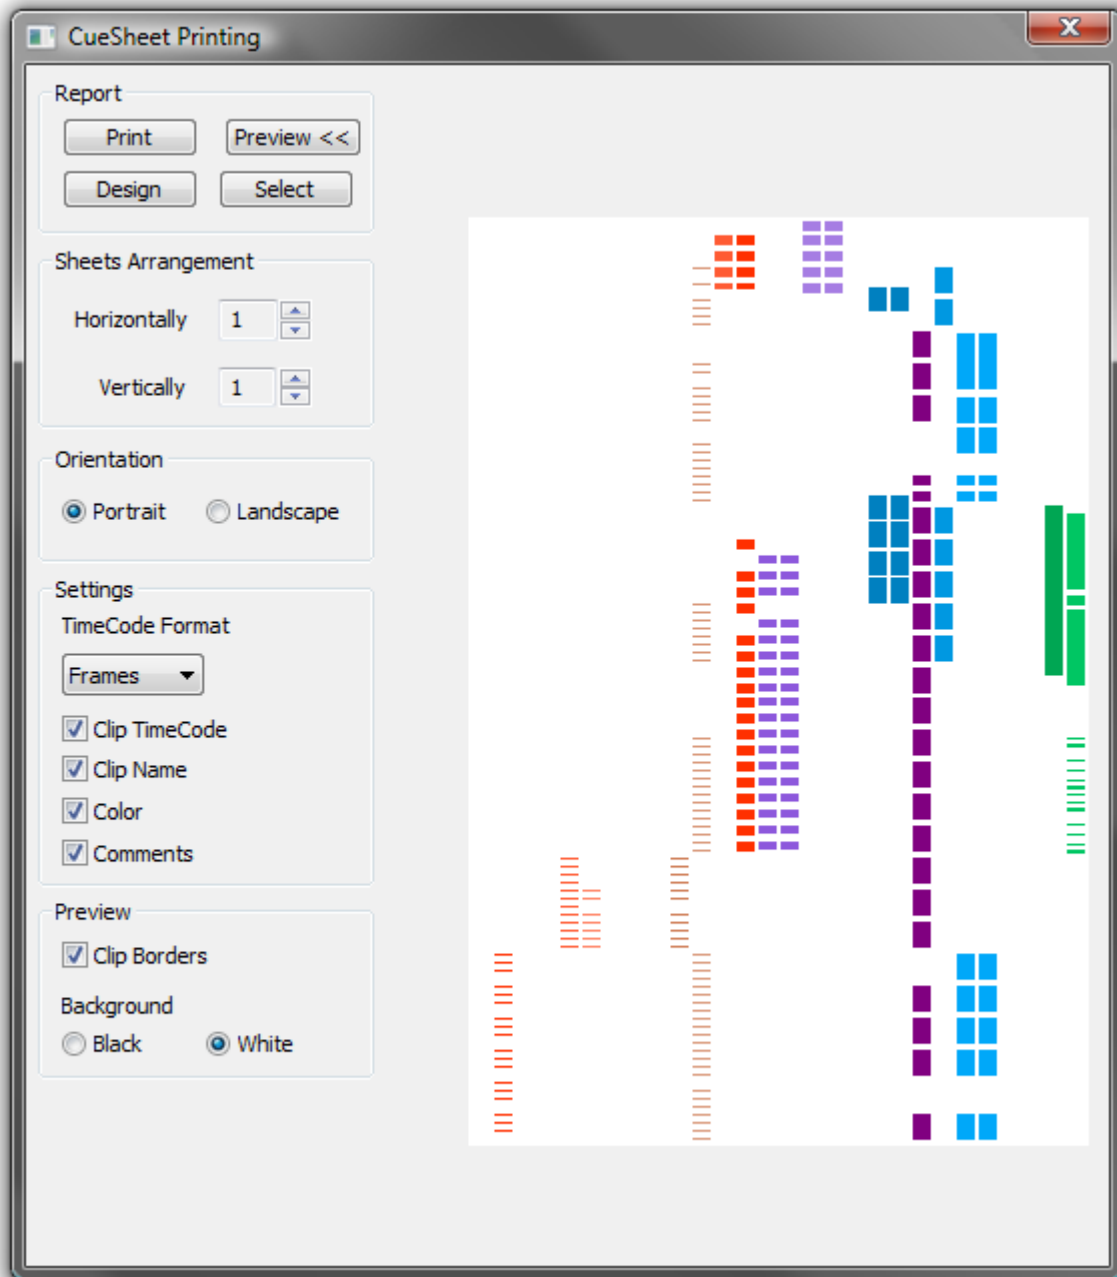 CueSheet Printing
Report
Print Preview <<
Design Select
Sheets Arrangement
Horizontally 1
Vertically 1
Orientation
Portrait Landscape
Settings
TimeCode Format
Frames
Clip TimeCode
Clip Name
Color
Comments
Preview
Clip Borders
Background
Black White